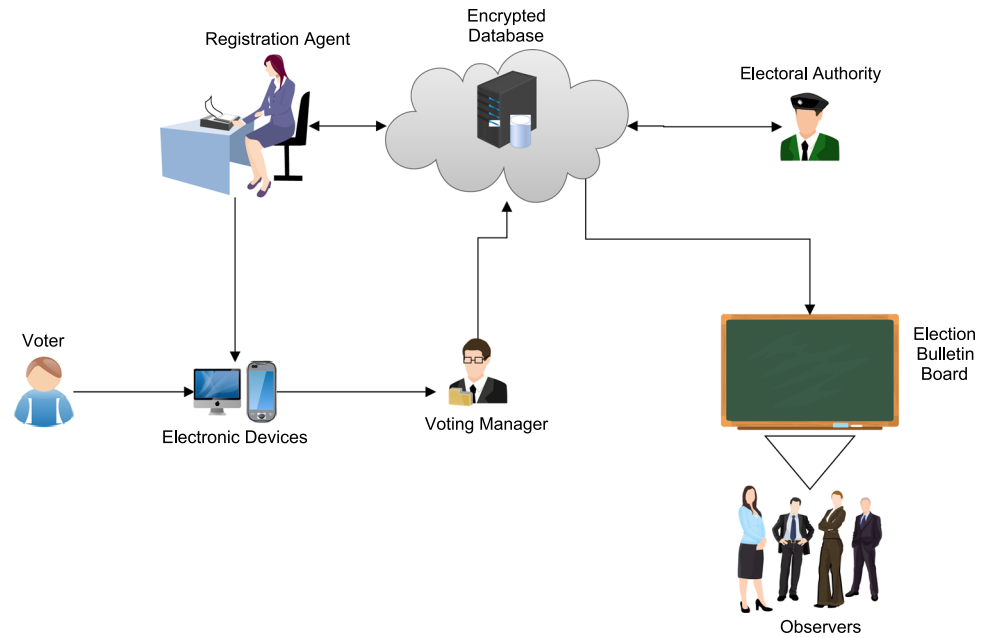 Encrypted
Database
Registration Agent
Electoral Authority
Voter
Election
Bulletin
Board
Electronic Devices
Voting Manager
Observers